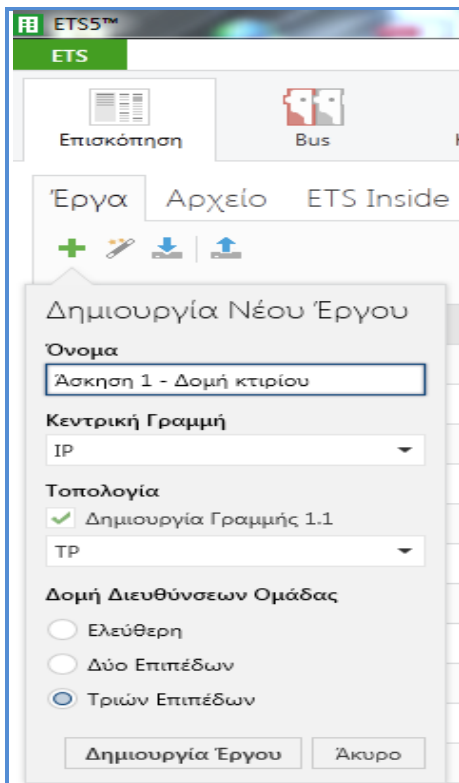 ETS5™
ETS
Επισκόπηση Bus
Έργα Αρχείο ETS Inside
Δημιουργία Νέου Έργου
Όνομα
Άσκηση 1 - Δομή κτιρίου
Κεντρική Γραμμή
IP
Τοπολογία
Δημιουργία Γραμμής 1.1
TP
Δομή Διευθύνσεων Ομάδας
Ελεύθερη
Δύο Επιπέδων
Τριών Επιπέδων
Δημιουργία Έργου Άκυρο